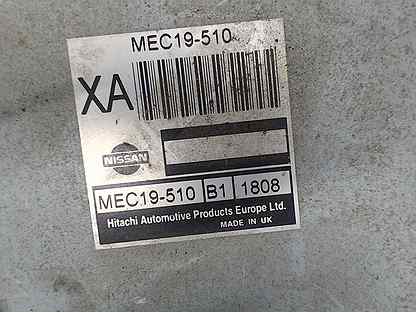 MEC19-510
XA
NISSAN
MEC19-510 B1 1808
Hitachi Automotive Products Europe Ltd.
MADE IN UK